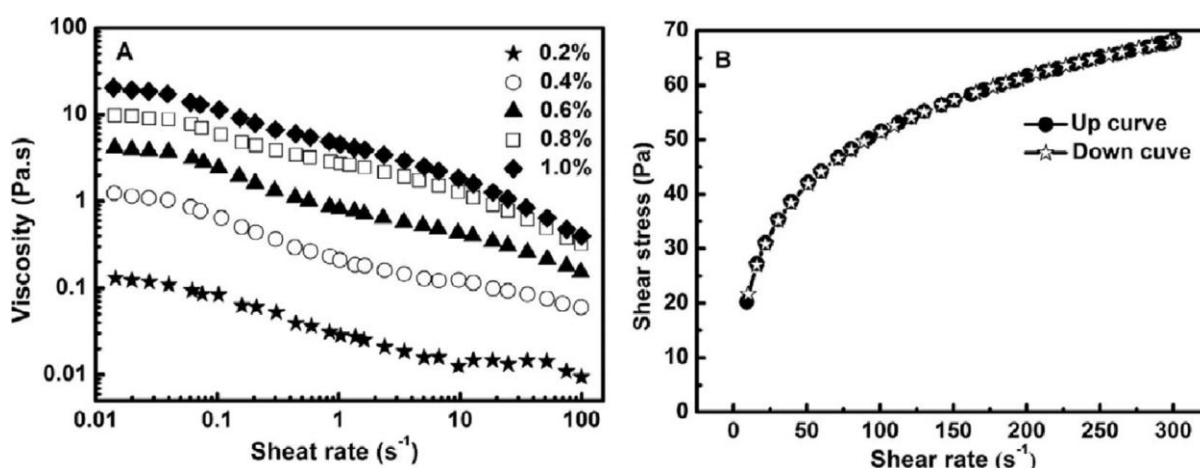 A
Viscosity (Pa.s)
100
10
1
0.1
0.01
0.2%
0.4%
0.6%
0.8%
1.0%
0.01 0.1 1 10 100
Sheat rate (s⁻¹)
B
Shear stress (Pa)
70
60
50
40
30
20
10
0
Up curve
Down cuve
0 50 100 150 200 250 300
Shear rate (s⁻¹)